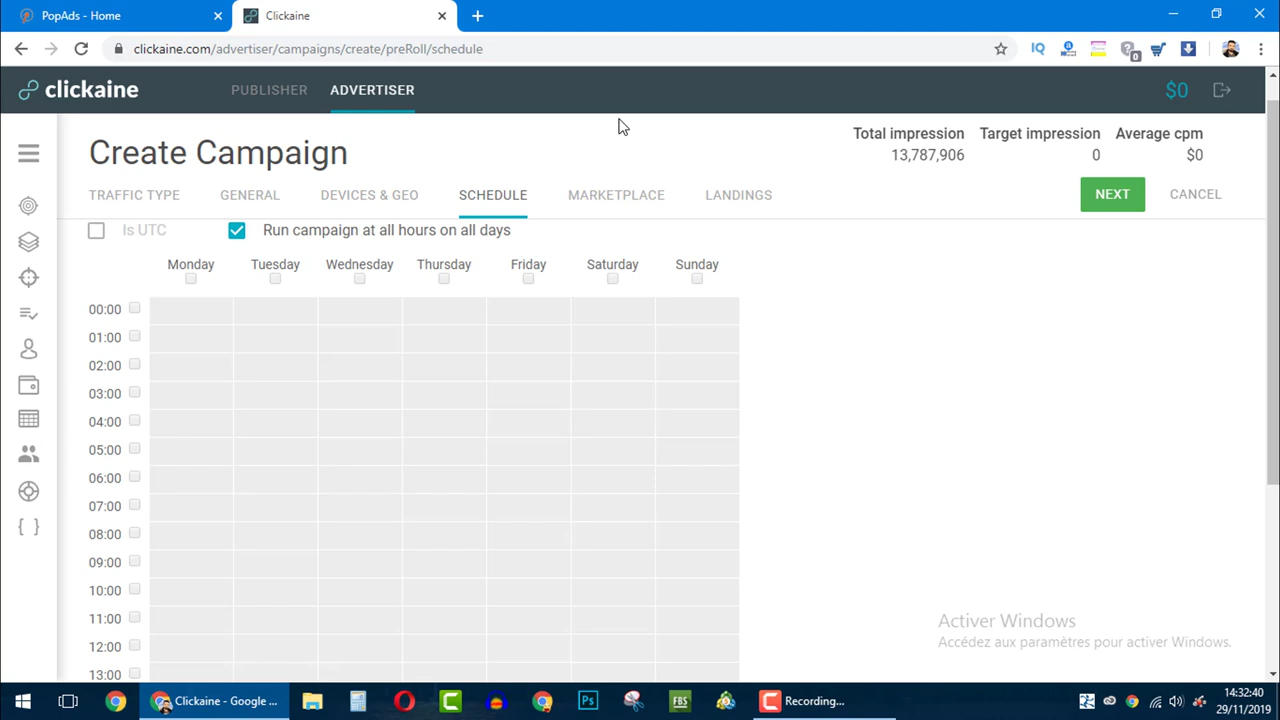 PopAds - Home
Clickaine
clickaine.com/advertiser/campaigns/create/preRoll/schedule
clickaine
PUBLISHER
ADVERTISER
$0
Create Campaign
Total impression
13,787,906
Target impression
0
Average cpm
$0
TRAFFIC TYPE
GENERAL
DEVICES & GEO
SCHEDULE
MARKETPLACE
LANDINGS
NEXT
CANCEL
Is UTC
Run campaign at all hours on all days
Monday
Tuesday
Wednesday
Thursday
Friday
Saturday
Sunday
00:00
01:00
02:00
03:00
04:00
05:00
06:00
07:00
08:00
09:00
10:00
11:00
12:00
13:00
Activer Windows
Accédez aux paramètres pour activer Windows.
Clickaine - Google ...
Ps
FBS
Recording...
14:32:40
29/11/2019